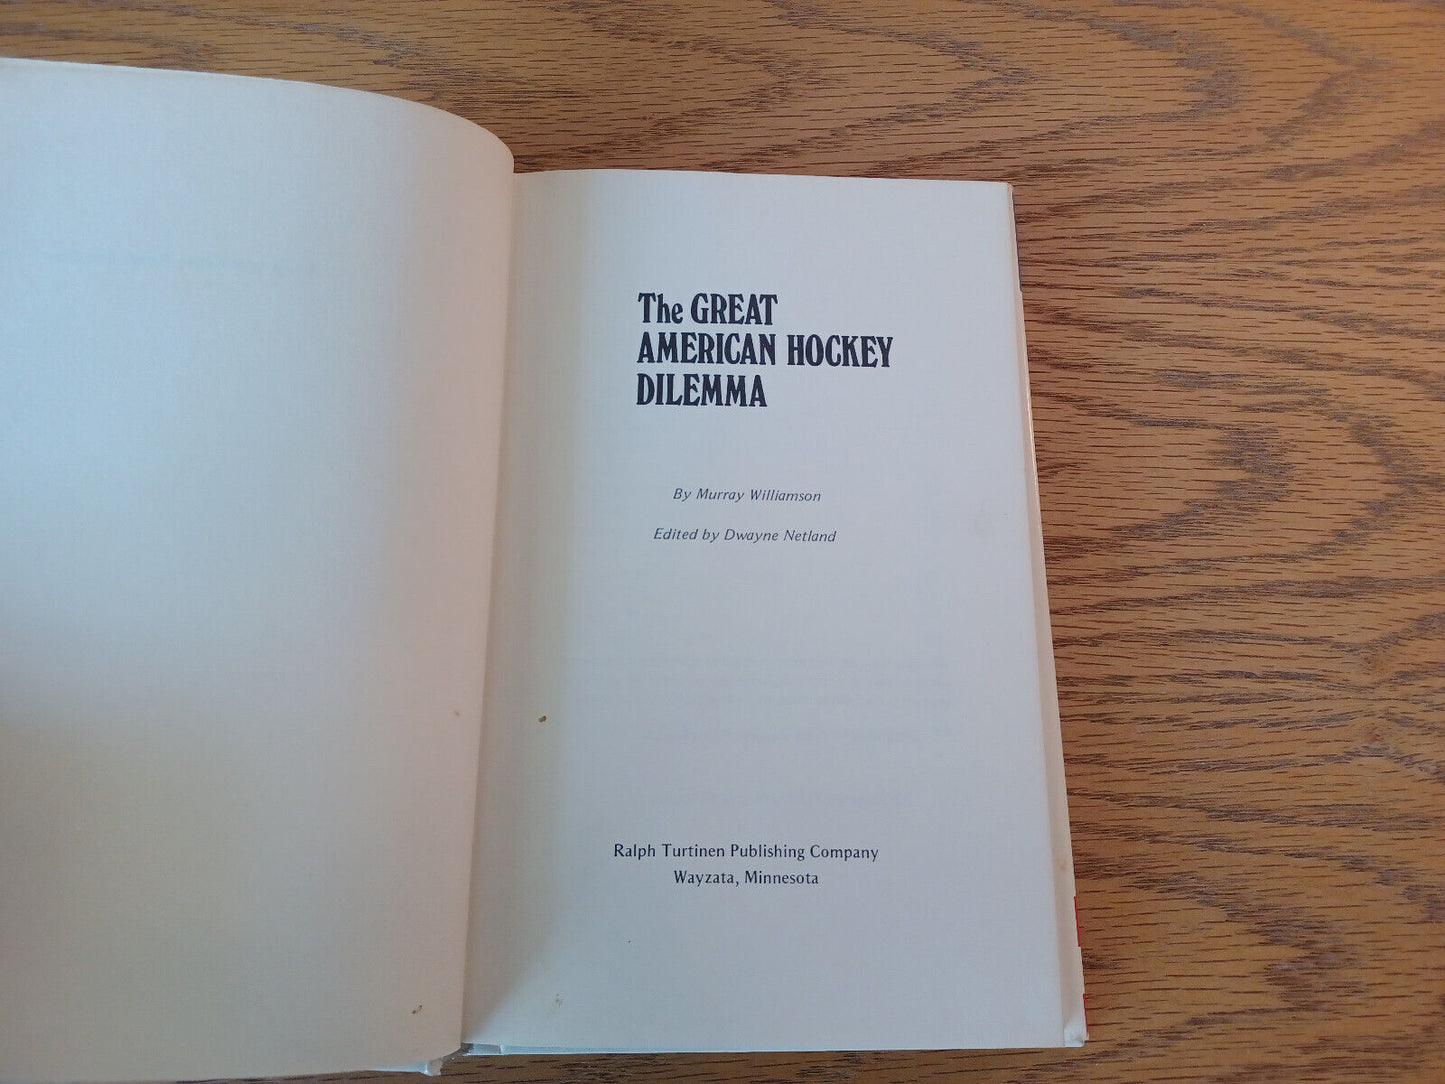 The GREAT
AMERICAN HOCKEY
DILEMMA
By Murray Williamson
Edited by Dwayne Netland
Ralph Turtinen Publishing Company
Wayzata, Minnesota